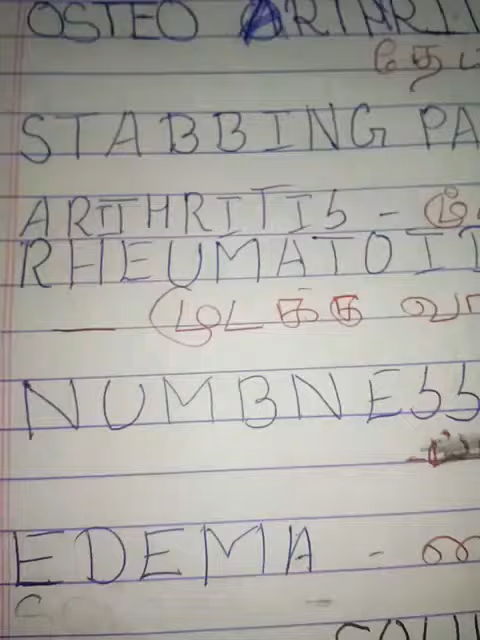 OSTEO ARTHRI
தே
STABBING PA
ARTHRITIS -
RHEUMATOI
முடக்கு வா
NUMBNESS
EDEMA -